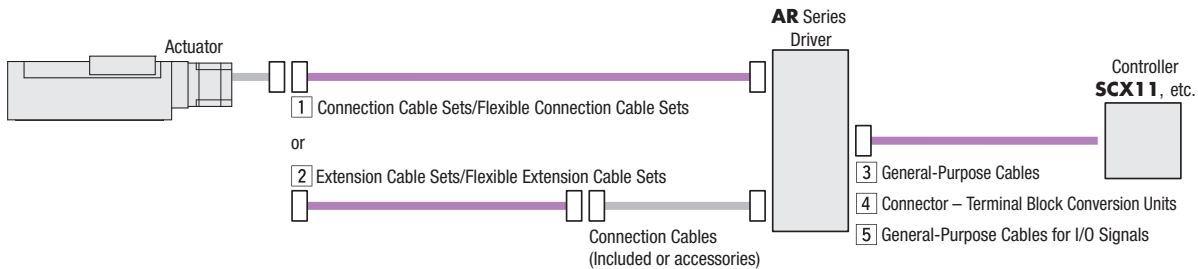 Actuator
AR Series
Driver
Controller
SCX11, etc.
1 Connection Cable Sets/Flexible Connection Cable Sets
or
2 Extension Cable Sets/Flexible Extension Cable Sets
Connection Cables
(Included or accessories)
3 General-Purpose Cables
4 Connector – Terminal Block Conversion Units
5 General-Purpose Cables for I/O Signals